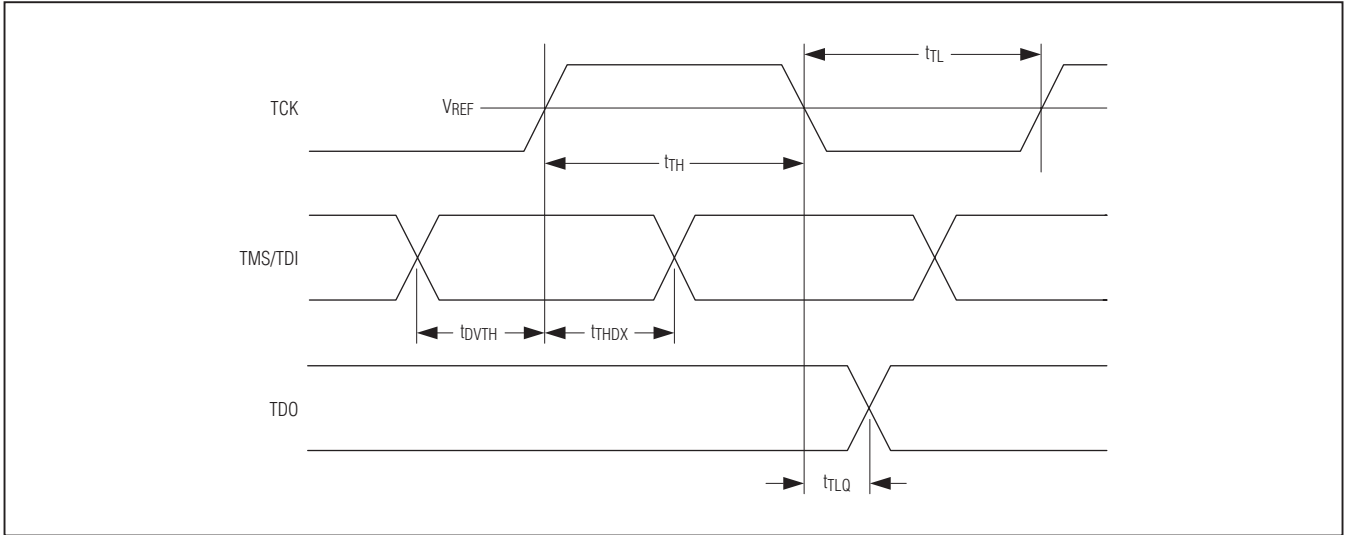 tTL
TCK
VREF
tTH
TMS/TDI
tDVTH
tTHDX
TDO
tTLQ